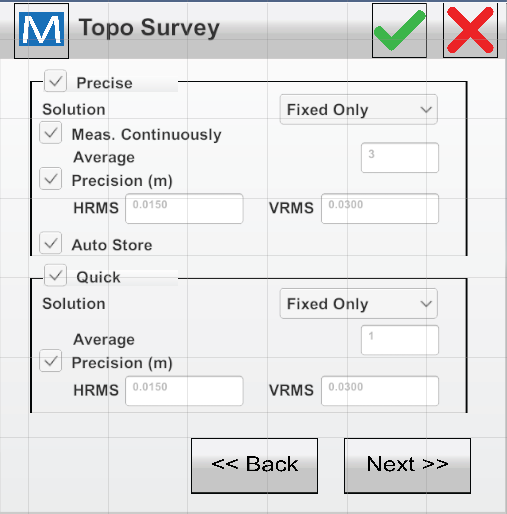 M Topo Survey
Precise
Solution Fixed Only
Meas. Continuously
Average 3
Precision (m)
HRMS 0.0150 VRMS 0.0300
Auto Store
Quick
Solution Fixed Only
Average 1
Precision (m)
HRMS 0.0150 VRMS 0.0300
<< Back Next >>